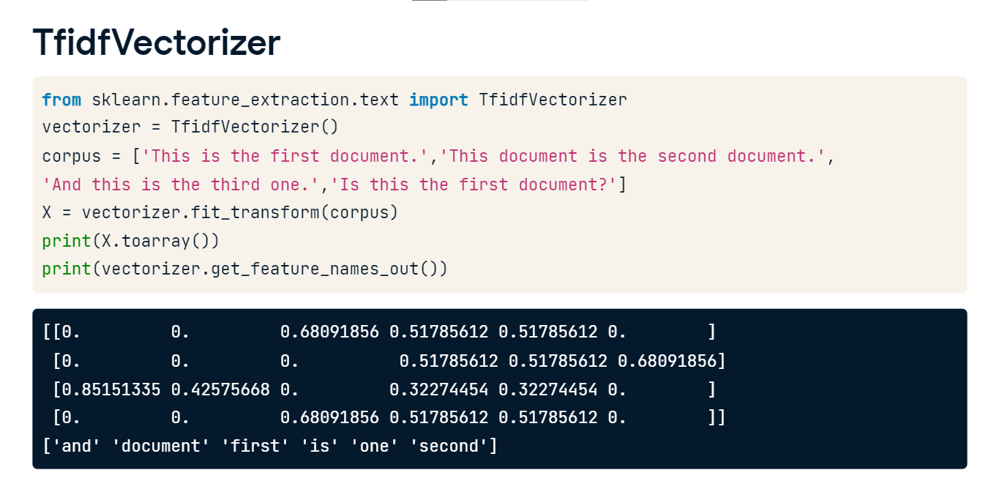 TfidfVectorizer
from sklearn.feature_extraction.text import TfidfVectorizer
vectorizer = TfidfVectorizer()
corpus = ['This is the first document.','This document is the second document.',
'And this is the third one.','Is this the first document?']
X = vectorizer.fit_transform(corpus)
print(X.toarray())
print(vectorizer.get_feature_names_out())
[[0.         0.         0.68091856 0.51785612 0.51785612 0.        ]
 [0.         0.         0.          0.51785612 0.51785612 0.68091856]
 [0.85151335 0.42575668 0.         0.32274454 0.32274454 0.        ]
 [0.         0.         0.68091856 0.51785612 0.51785612 0.        ]]
['and' 'document' 'first' 'is' 'one' 'second']